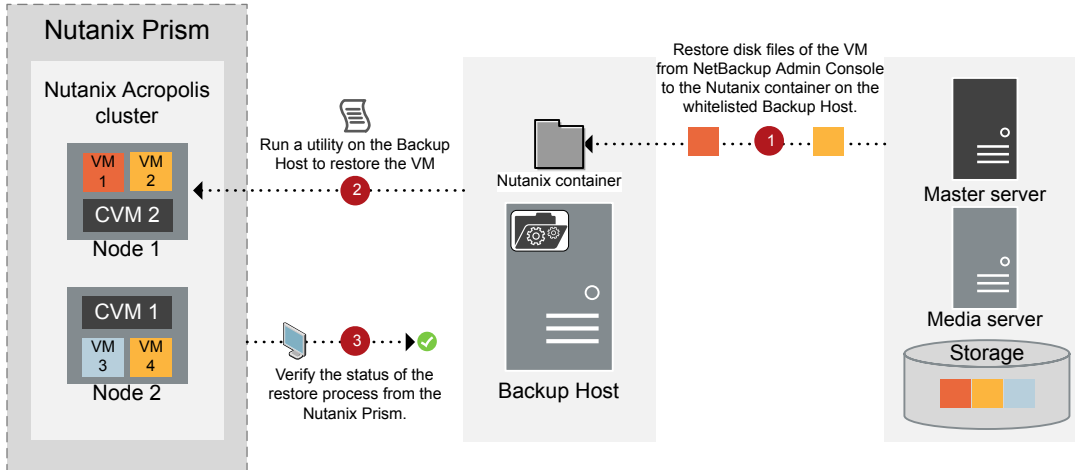 Nutanix Prism
Nutanix Acropolis
cluster
VM
1
VM
2
CVM 2
Node 1
CVM 1
VM
3
VM
4
Node 2
Run a utility on the Backup
Host to restore the VM
2
3
Verify the status of the
restore process from the
Nutanix Prism.
Nutanix container
Backup Host
Restore disk files of the VM
from NetBackup Admin Console
to the Nutanix container on the
whitelisted Backup Host.
1
Master server
Media server
Storage